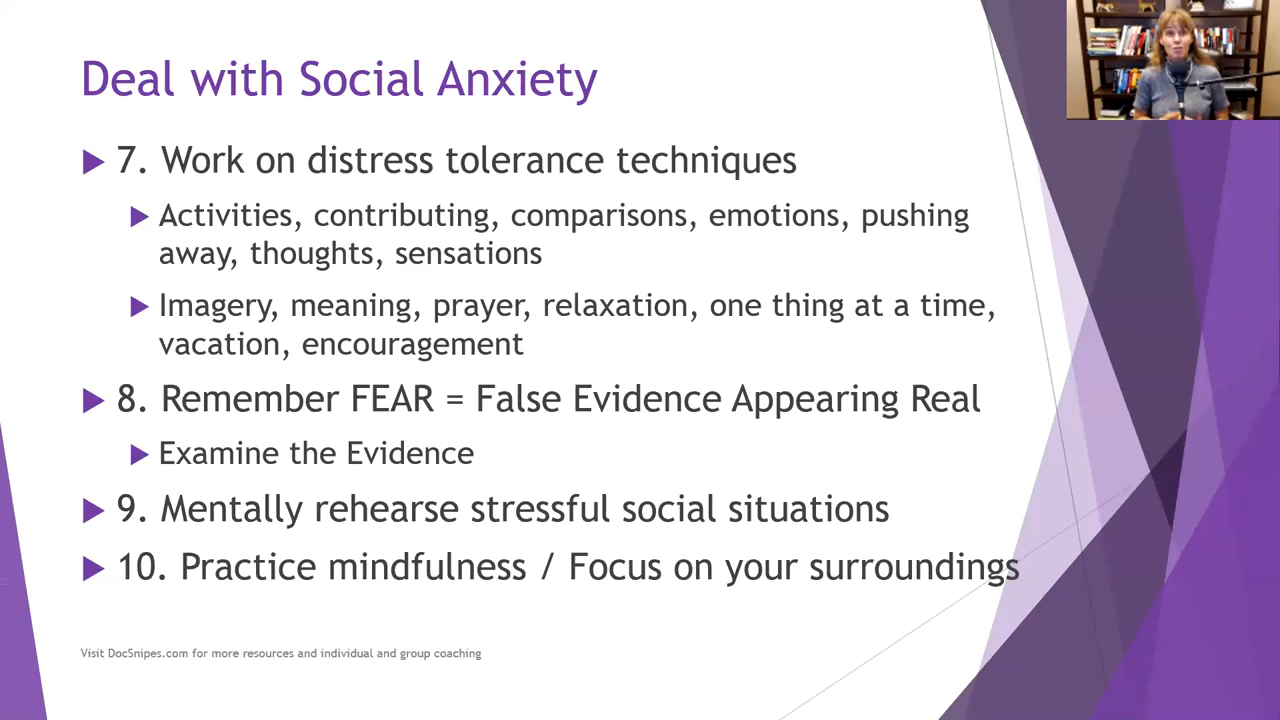 Deal with Social Anxiety
7. Work on distress tolerance techniques
Activities, contributing, comparisons, emotions, pushing
away, thoughts, sensations
Imagery, meaning, prayer, relaxation, one thing at a time,
vacation, encouragement
8. Remember FEAR = False Evidence Appearing Real
Examine the Evidence
9. Mentally rehearse stressful social situations
10. Practice mindfulness / Focus on your surroundings
Visit DocSnipes.com for more resources and individual and group coaching